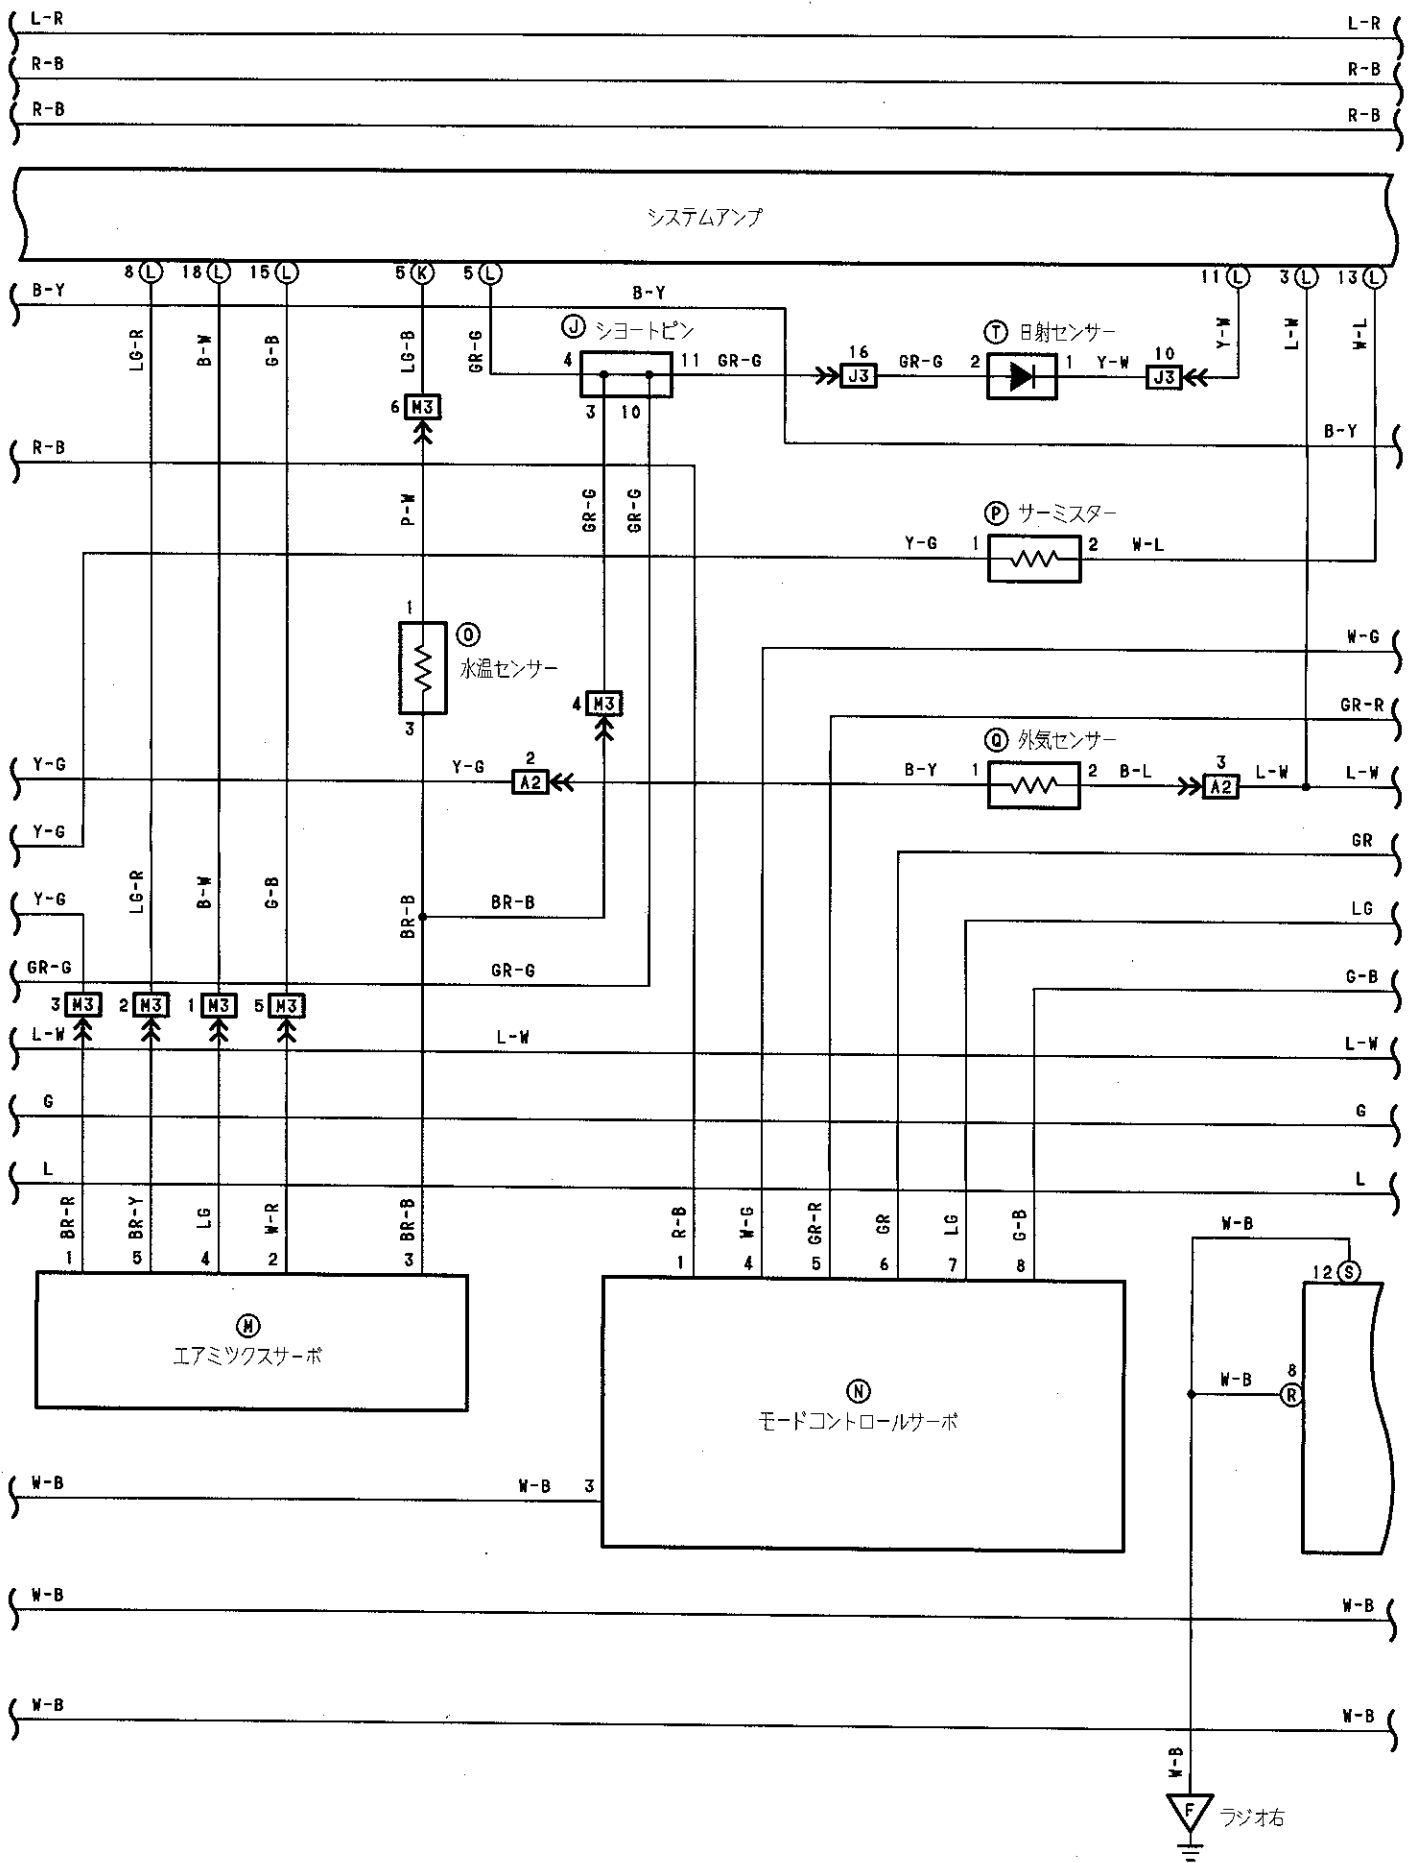 L-R L-R
R-B R-B
R-B R-B
システムアンプ
8 L 18 L 15 L 5 K 5 L 11 L 3 L 13 L
B-Y B-Y
LG-R B-W G-B LG-B GR-G Y-W L-W W-L
J シヨートピン
T 日射センサー
4 11 GR-G 16 J3 GR-G 2 1 Y-W 10 J3
3 10
6 M3
B-Y
R-B
P-W GR-G GR-G
P サーミスター
Y-G 1 2 W-L
1
O
水温センサー
3
W-G
4 M3
GR-R
Q 外気センサー
Y-G Y-G 2 A2 B-Y 1 2 B-L 3 A2 L-W L-W
Y-G
GR
LG-R B-W G-B
Y-G
BR-B BR-B
LG
GR-G GR-G
G-B
3 M3 2 M3 1 M3 5 M3
L-W L-W L-W
G G
L L
BR-R BR-Y LG W-R BR-B R-B W-G GR-R GR LG G-B
W-B
1 5 4 2 3 1 4 5 6 7 8
12 S
M
エアミツクスサーボ
W-B 8 R
N
モードコントロールサーボ
W-B W-B 3
W-B W-B
W-B W-B
W-B
F ラジオ右